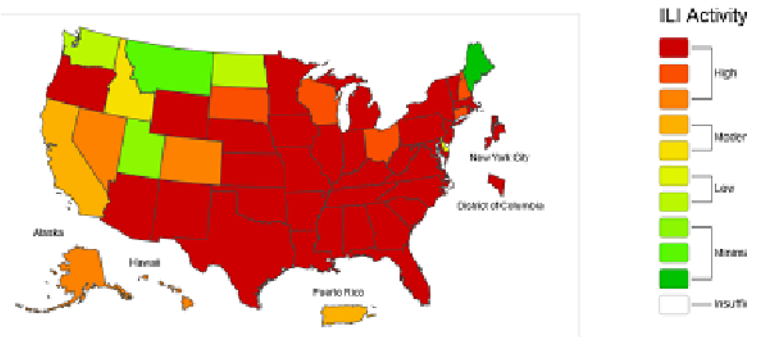 ILI Activity
High
Moder
Low
New York City
District of Columbia
Alaska
Hawaii
Minima
Puerto Rico
Insuffi